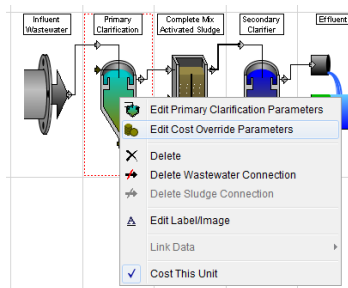 Influent
Wastewater
Primary
Clarification
Complete Mix
Activated Sludge
Secondary
Clarifier
Effluent
Edit Primary Clarification Parameters
Edit Cost Override Parameters
Delete
Delete Wastewater Connection
Delete Sludge Connection
A Edit Label/Image
Link Data
Cost This Unit